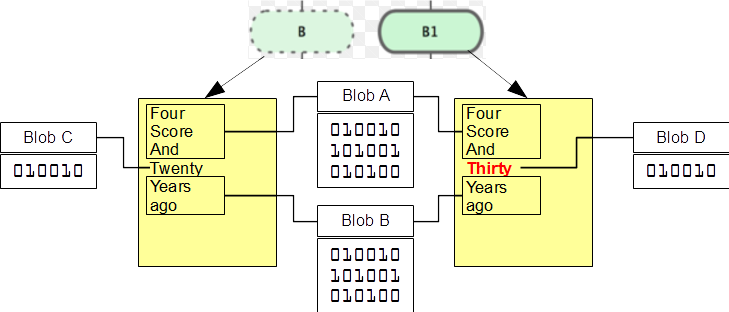 B
B1
Blob A
010010
101001
010100
Blob C
010010
Four
Score
And
Twenty
Years
ago
Four
Score
And
Thirty
Years
ago
Blob D
010010
Blob B
010010
101001
010100